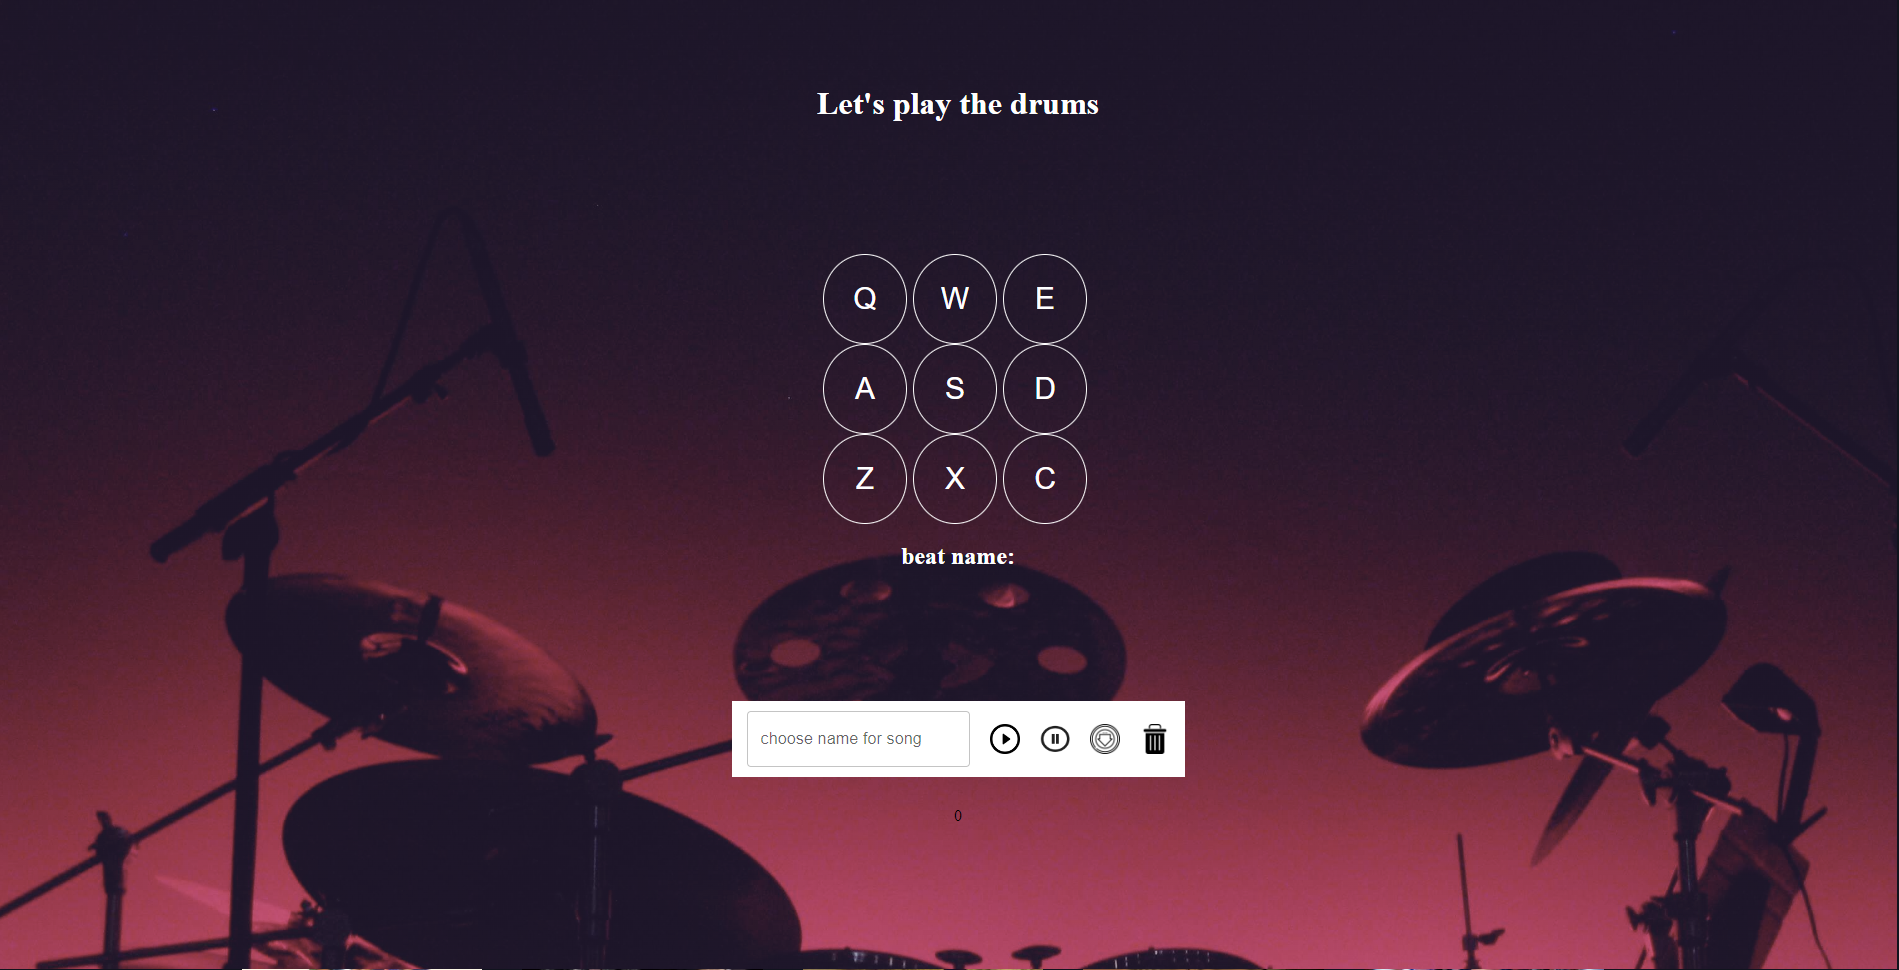 Let's play the drums
Q W E
A S D
Z X C
beat name:
choose name for song
0